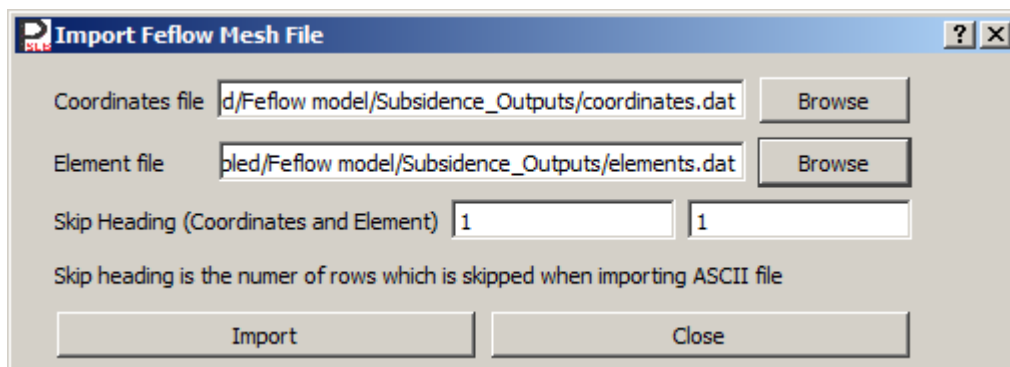 Import Feflow Mesh File
Coordinates file d/Feflow model/Subsidence_Outputs/coordinates.dat Browse
Element file pled/Feflow model/Subsidence_Outputs/elements.dat Browse
Skip Heading (Coordinates and Element) 1 1
Skip heading is the numer of rows which is skipped when importing ASCII file
Import Close